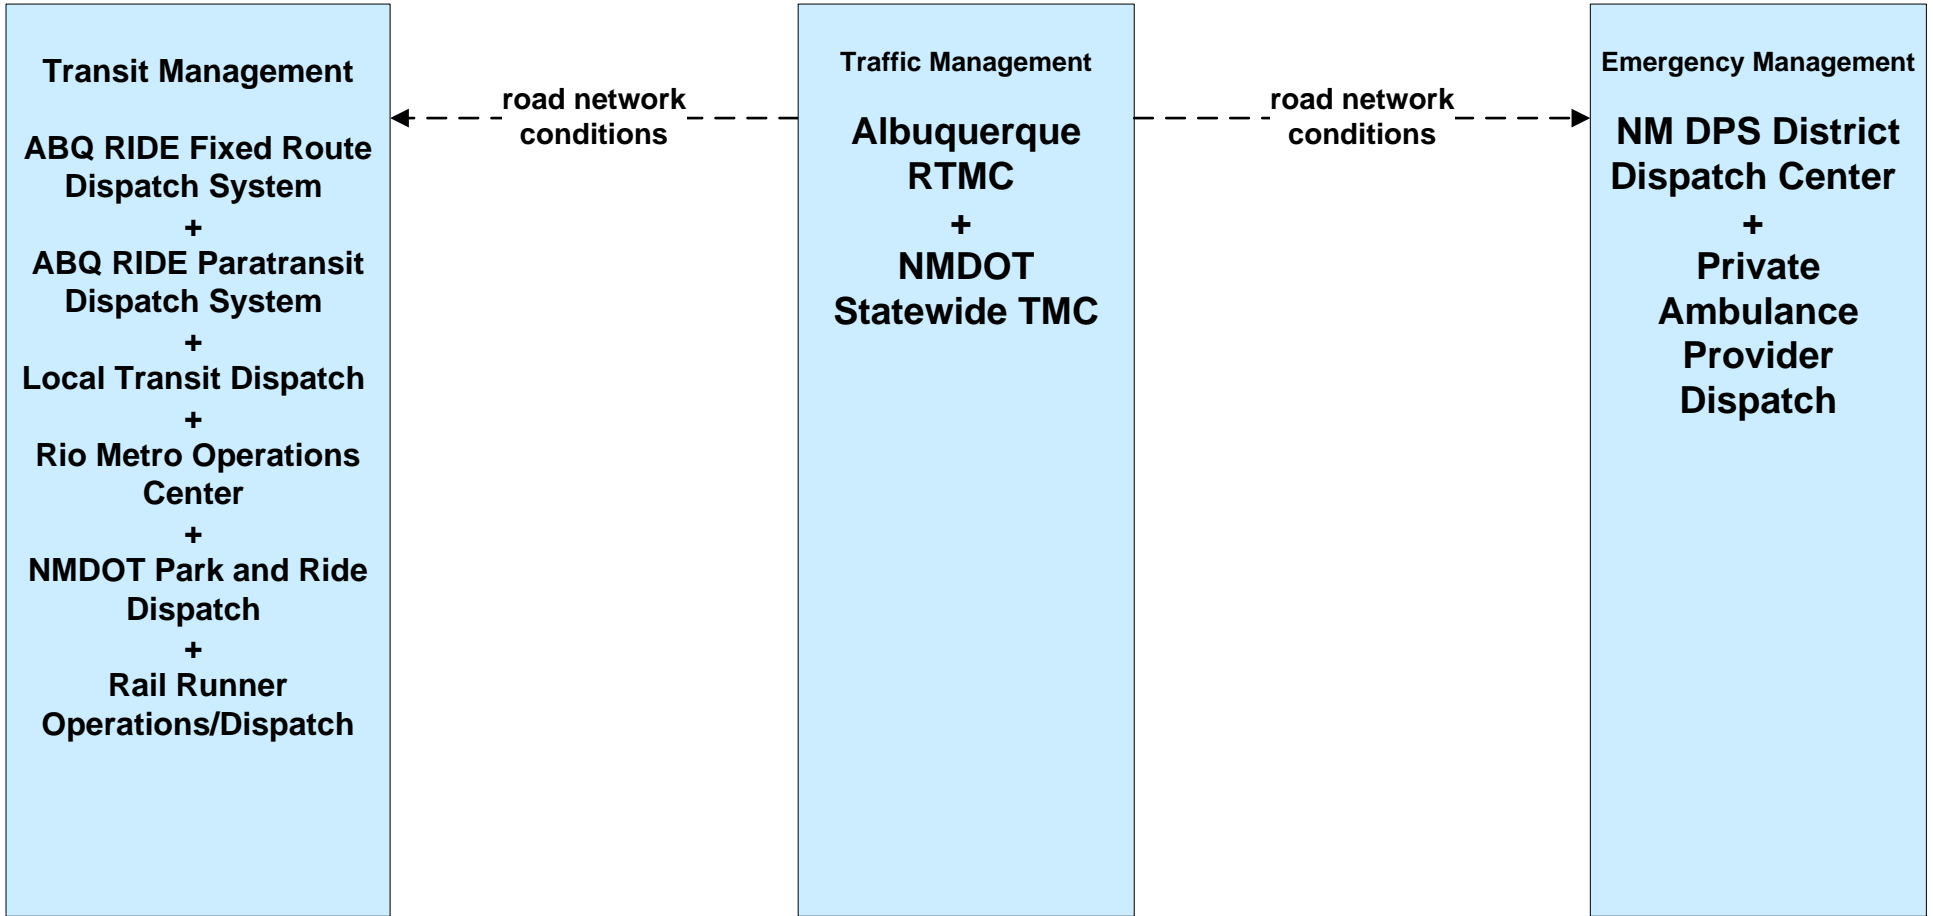 Transit Management
ABQ RIDE Fixed Route
Dispatch System
+
ABQ RIDE Paratransit
Dispatch System
+
Local Transit Dispatch
+
Rio Metro Operations
Center
+
NMDOT Park and Ride
Dispatch
+
Rail Runner
Operations/Dispatch
road network
conditions
Traffic Management
Albuquerque
RTMC
+
NMDOT
Statewide TMC
road network
conditions
Emergency Management
NM DPS District
Dispatch Center
+
Private
Ambulance
Provider
Dispatch